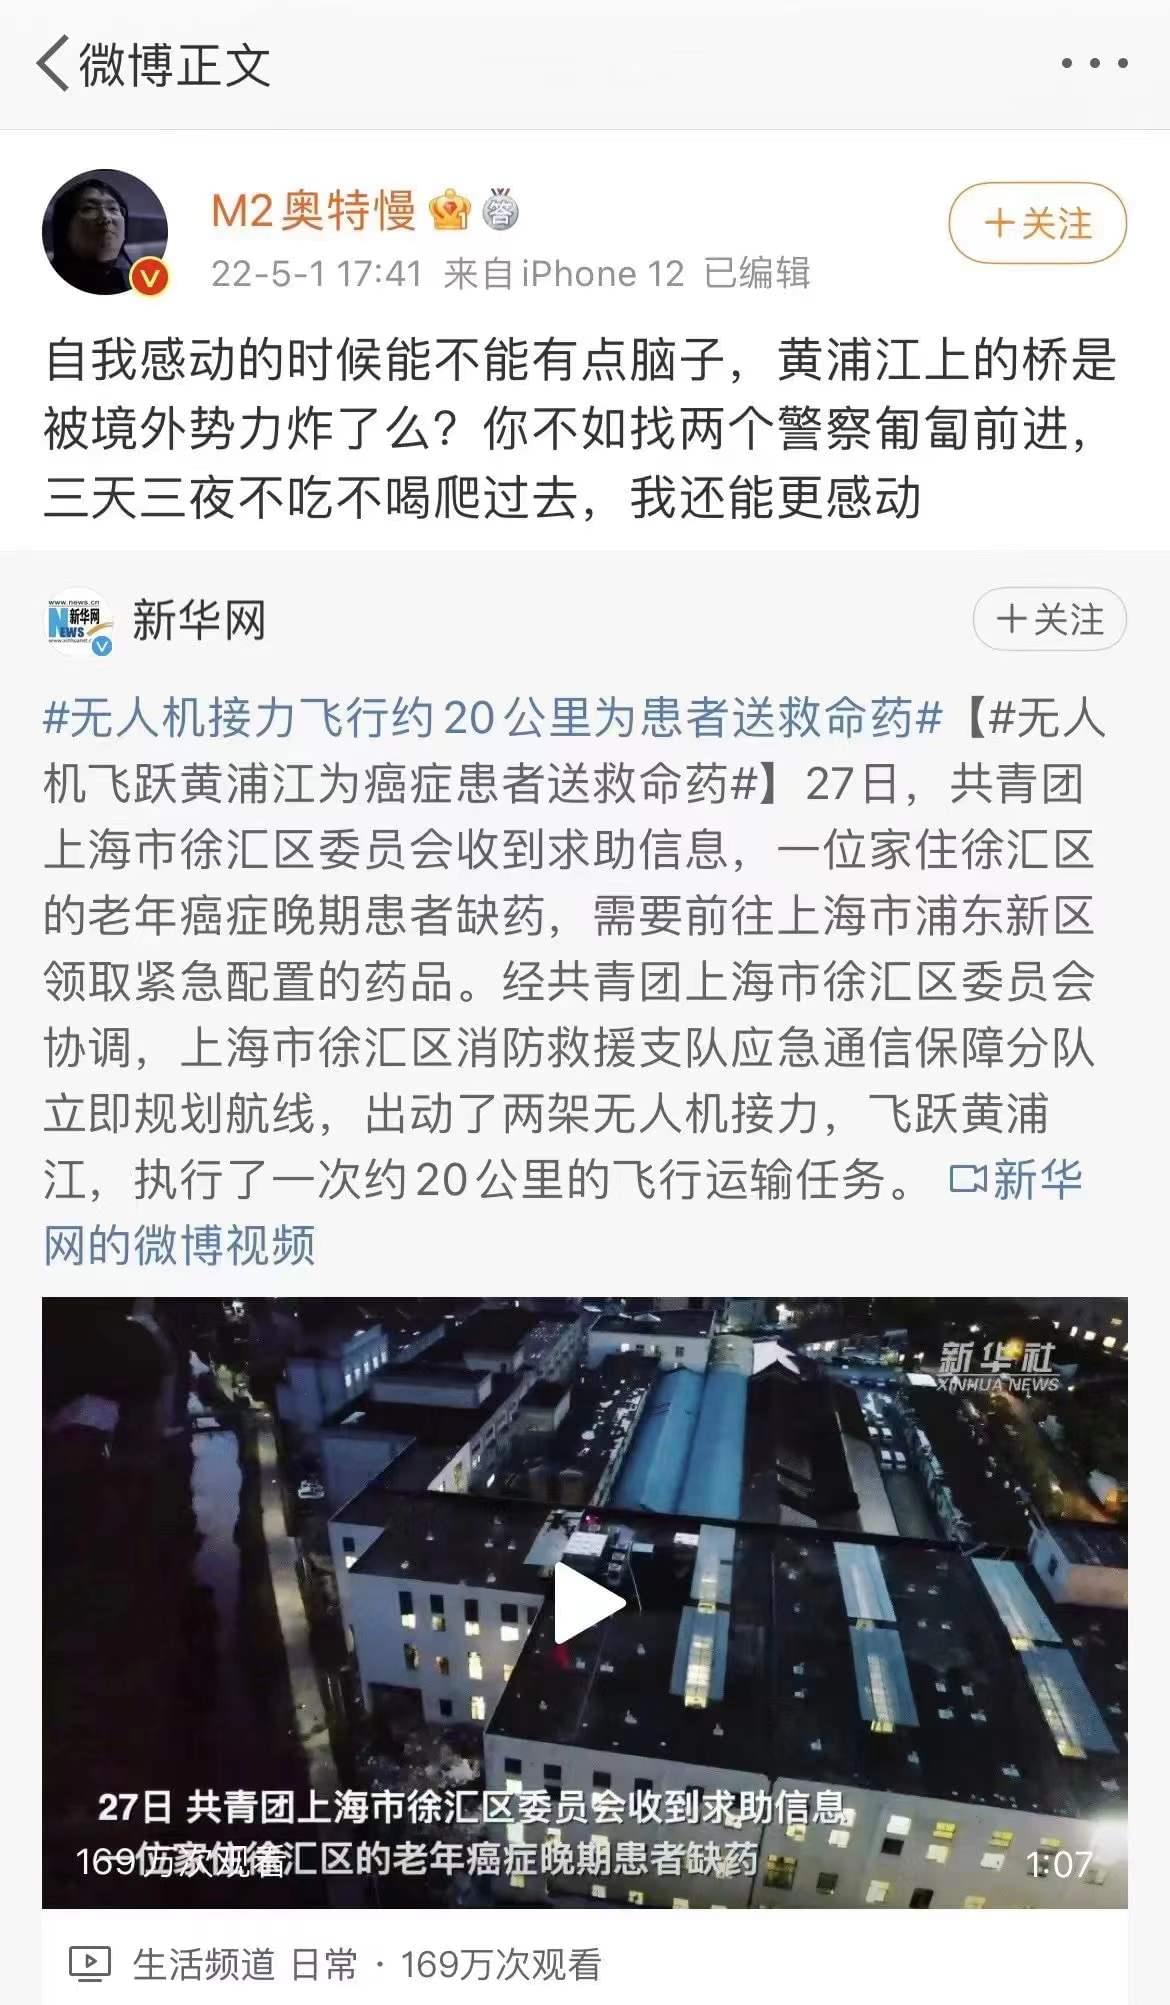 微博正文
M2奥特慢
答
22-5-1 17:41 来自iPhone 12 已编辑
+关注
自我感动的时候能不能有点脑子，黄浦江上的桥是
被境外势力炸了么？你不如找两个警察匍匐前进，
三天三夜不吃不喝爬过去，我还能更感动
www.news.cn
新华网
NEWS
新华网
+关注
#无人机接力飞行约20公里为患者送救命药#【#无人
机飞跃黄浦江为癌症患者送救命药#】27日，共青团
上海市徐汇区委员会收到求助信息，一位家住徐汇区
的老年癌症晚期患者缺药，需要前往上海市浦东新区
领取紧急配置的药品。经共青团上海市徐汇区委员会
协调，上海市徐汇区消防救援支队应急通信保障分队
立即规划航线，出动了两架无人机接力，飞跃黄浦
江，执行了一次约20公里的飞行运输任务。 新华
网的微博视频
新华社
XINHUA NEWS
27日 共青团上海市徐汇区委员会收到求助信息
一位家住徐汇区的老年癌症晚期患者缺药
169万次观看
1:07
生活频道 日常 · 169万次观看